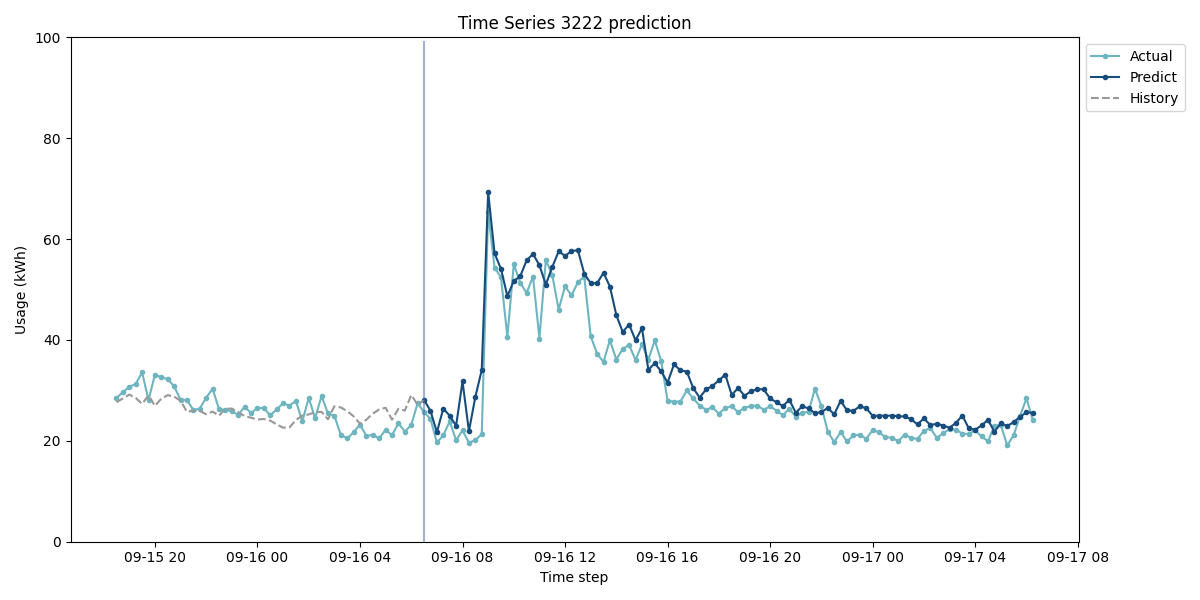 Time Series 3222 prediction
Usage (kWh)
100
80
60
40
20
0
09-15 20
09-16 00
09-16 04
09-16 08
09-16 12
09-16 16
09-16 20
09-17 00
09-17 04
09-17 08
Time step
Actual
Predict
History